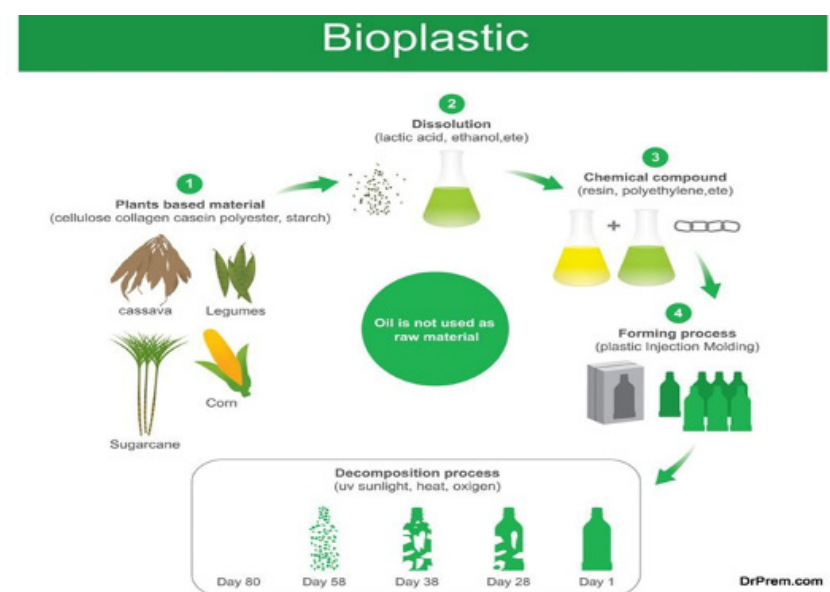 Bioplastic
1
Plants based material
(cellulose collagen casein polyester, starch)
cassava
Legumes
Sugarcane
Corn
2
Dissolution
(lactic acid, ethanol,ete)
3
Chemical compound
(resin, polyethylene,ete)
+
4
Forming process
(plastic Injection Molding)
Oil is not used as
raw material
Decomposition process
(uv sunlight, heat, oxigen)
Day 80 Day 58 Day 38 Day 28 Day 1
DrPrem.com